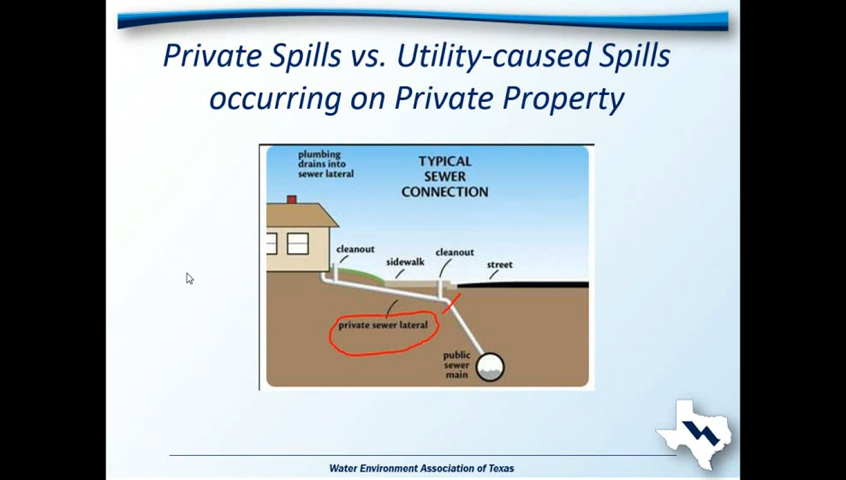 Private Spills vs. Utility-caused Spills
occurring on Private Property
plumbing
drains into
sewer lateral
TYPICAL
SEWER
CONNECTION
cleanout
sidewalk
cleanout
street
private sewer lateral
public
sewer
main
Water Environment Association of Texas